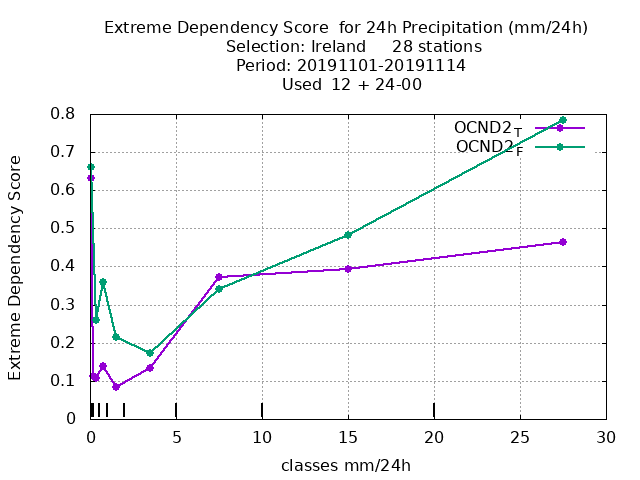 Extreme Dependency Score  for 24h Precipitation (mm/24h)
Selection: Ireland     28 stations
Period: 20191101-20191114
Used  12 + 24-00
OCND2T
OCND2F
Extreme Dependency Score
0.8
0.7
0.6
0.5
0.4
0.3
0.2
0.1
0
0 5 10 15 20 25 30
classes mm/24h